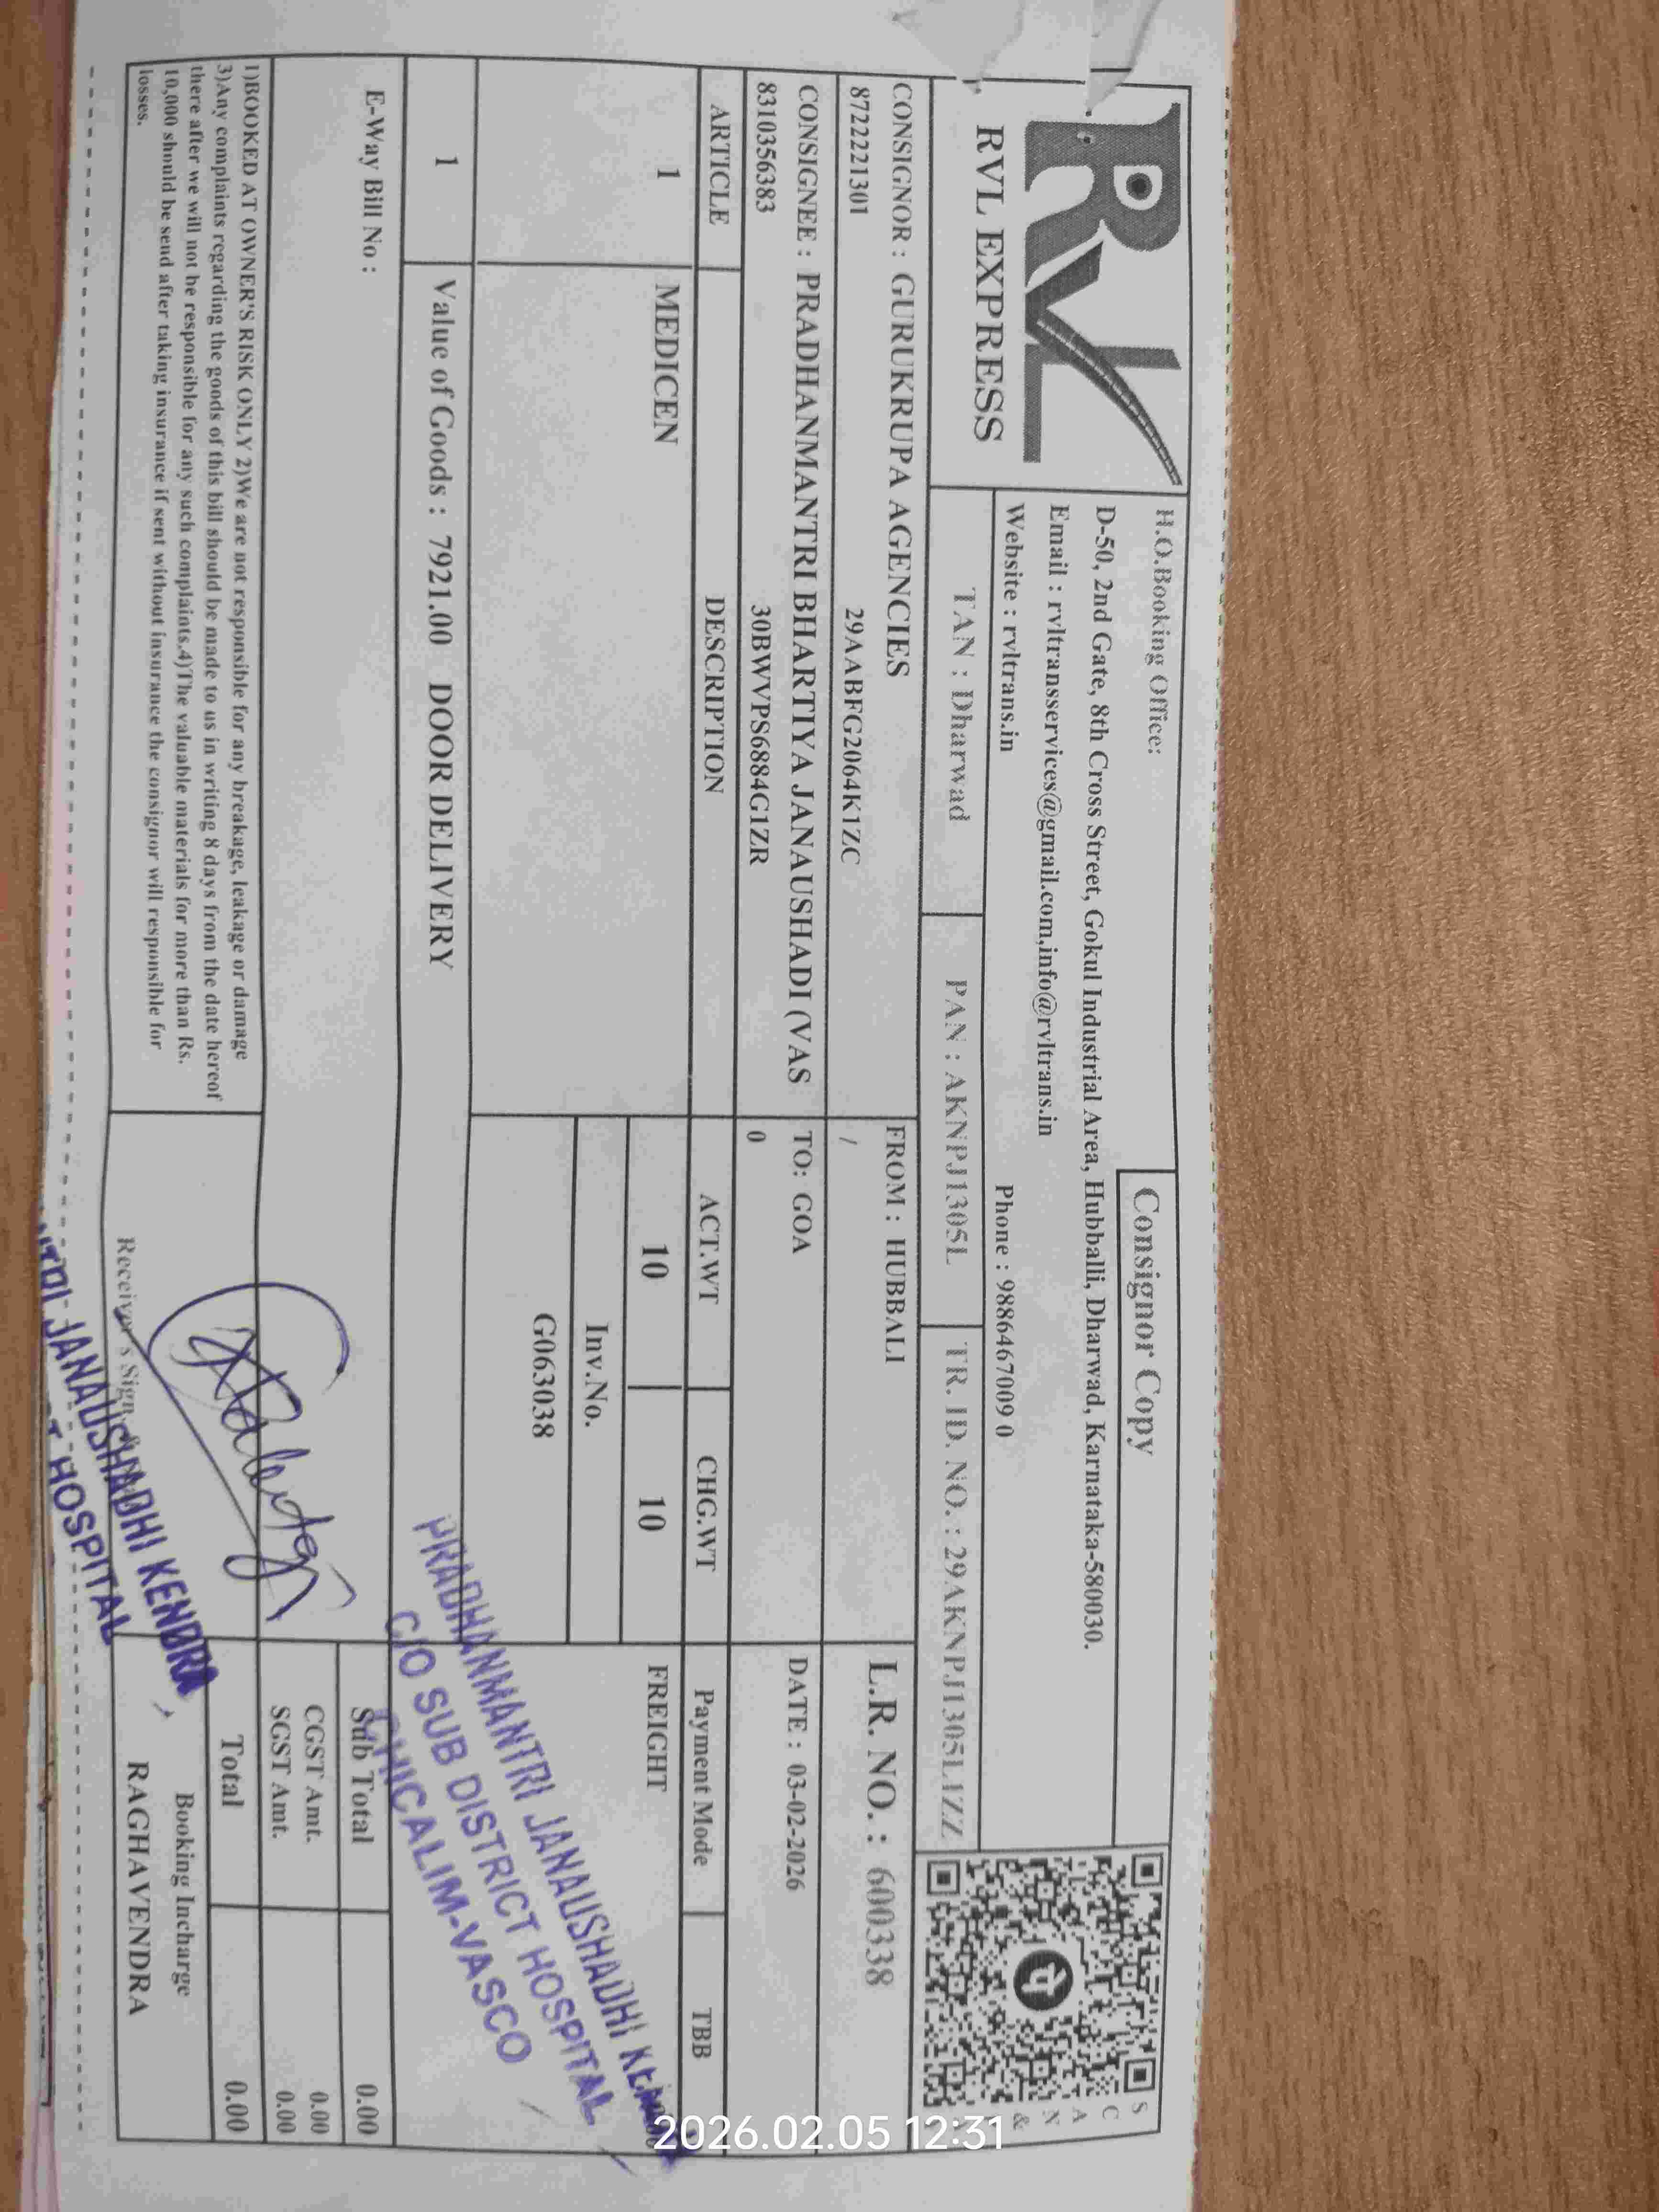 RVL
RVL EXPRESS
H.O.Booking Office:
Consignor Copy
D-50, 2nd Gate, 8th Cross Street, Gokul Industrial Area, Hubballi, Dharwad, Karnataka-580030.
Email : rvltransservices@gmail.com,info@rvltrans.in
Website : rvltrans.in
Phone : 9886467009 0
SCAN &
TAN : Dharwad
PAN : AKNPJ1305L
TR. ID. NO. : 29AKNPJ1305L1ZZ
CONSIGNOR : GURUKRUPA AGENCIES
8722221301 29AABFG2064K1ZC
FROM : HUBBALI
/
L.R. NO. : 600338
CONSIGNEE : PRADHANMANTRI BHARTIYA JANAUSHADI (VAS
8310356383 30BWVPS6884G1ZR
TO: GOA
0
DATE : 03-02-2026
ARTICLE DESCRIPTION ACT.WT CHG.WT Payment Mode TBB
1 MEDICEN 10 10 FREIGHT
Inv.No.
G063038
1 Value of Goods : 7921.00 DOOR DELIVERY
PRADHANMANTRI JANAUSHADHI KENDRA
C/O SUB DISTRICT HOSPITAL
CHICALIM-VASCO
E-Way Bill No :
Sub Total 0.00
CGST Amt. 0.00
SGST Amt. 0.00
Total 0.00
1)BOOKED AT OWNER'S RISK ONLY 2)We are not responsible for any breakage, leakage or damage
3)Any complaints regarding the goods of this bill should be made to us in writing 8 days from the date hereof
there after we will not be responsible for any such complaints.4)The valuable materials for more than Rs.
10,000 should be send after taking insurance if sent without insurance the consignor will responsible for
losses.
Receiver's Sign
JANAUSHADHI KENDRA
HOSPITAL
Booking Incharge
RAGHAVENDRA
2026.02.05 12:31